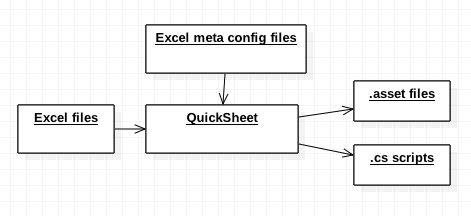 Excel meta config files
.asset files
Excel files
QuickSheet
.cs scripts